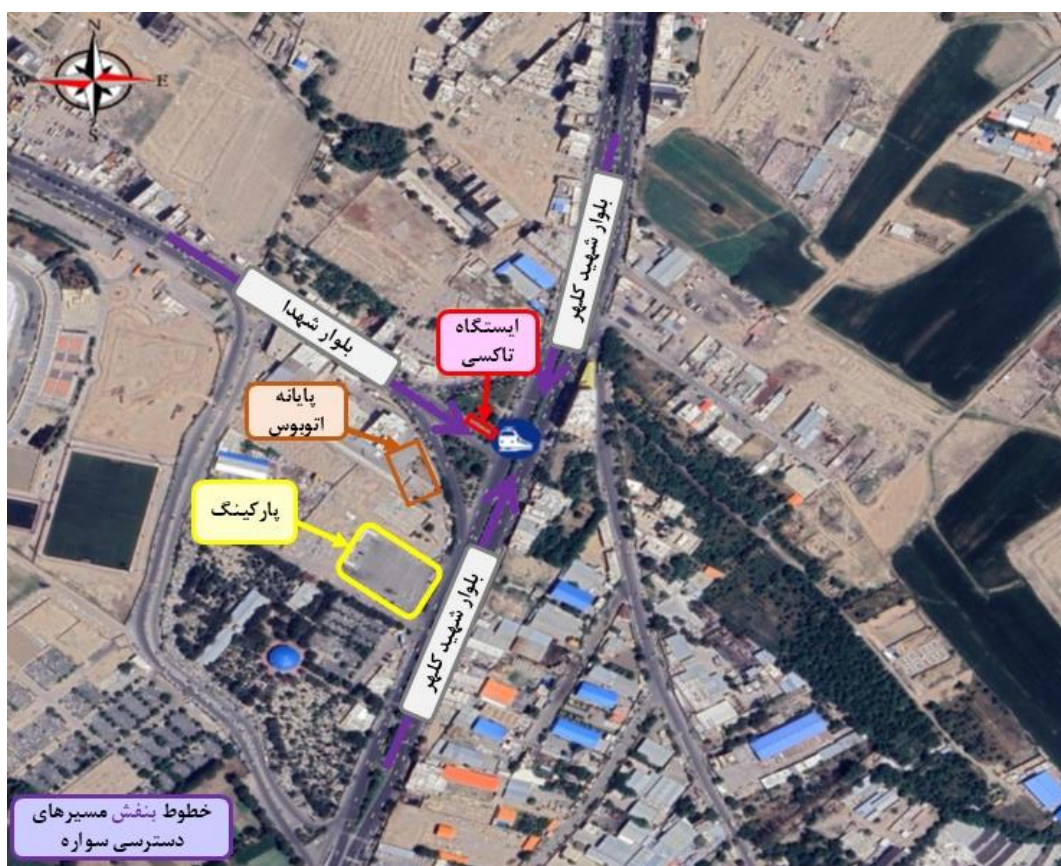 N
W
E
S
بلوار شهید کلهر
بلوار شهدا
ایستگاه
تاکسی
پایانه
اتوبوس
پارکینگ
بلوار شهید کلهر
خطوط بنفش مسیرهای
دسترسی سواره